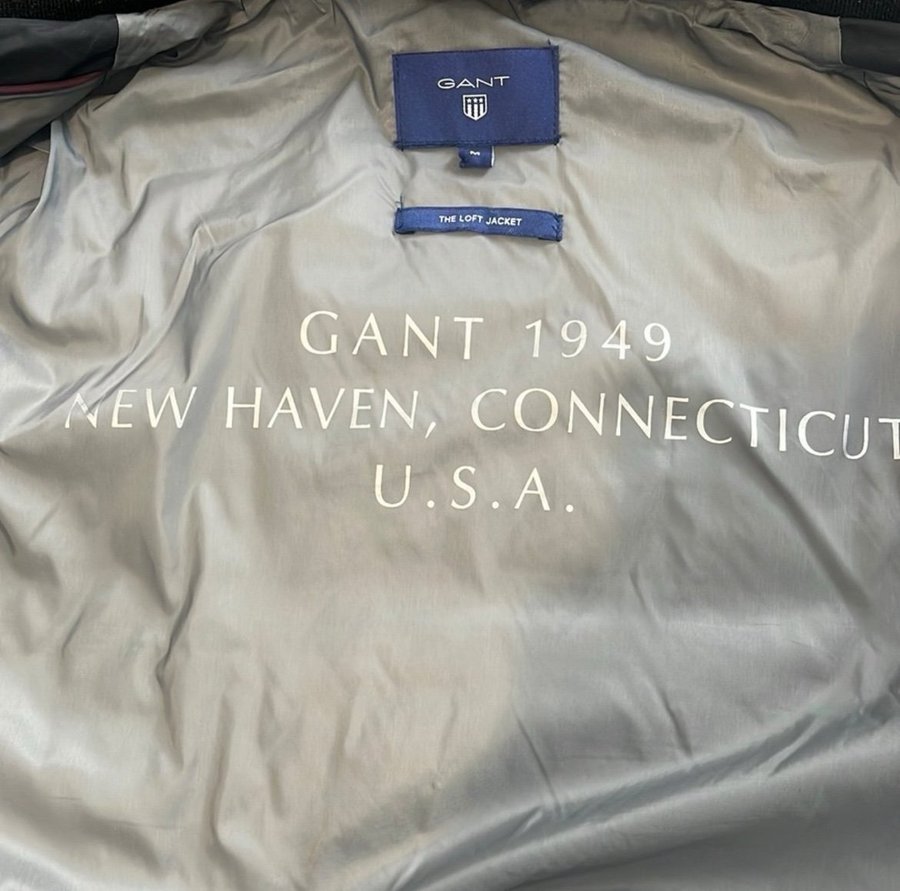 GANT
M
THE LOFT JACKET
GANT 1949
NEW HAVEN, CONNECTICUT
U.S.A.